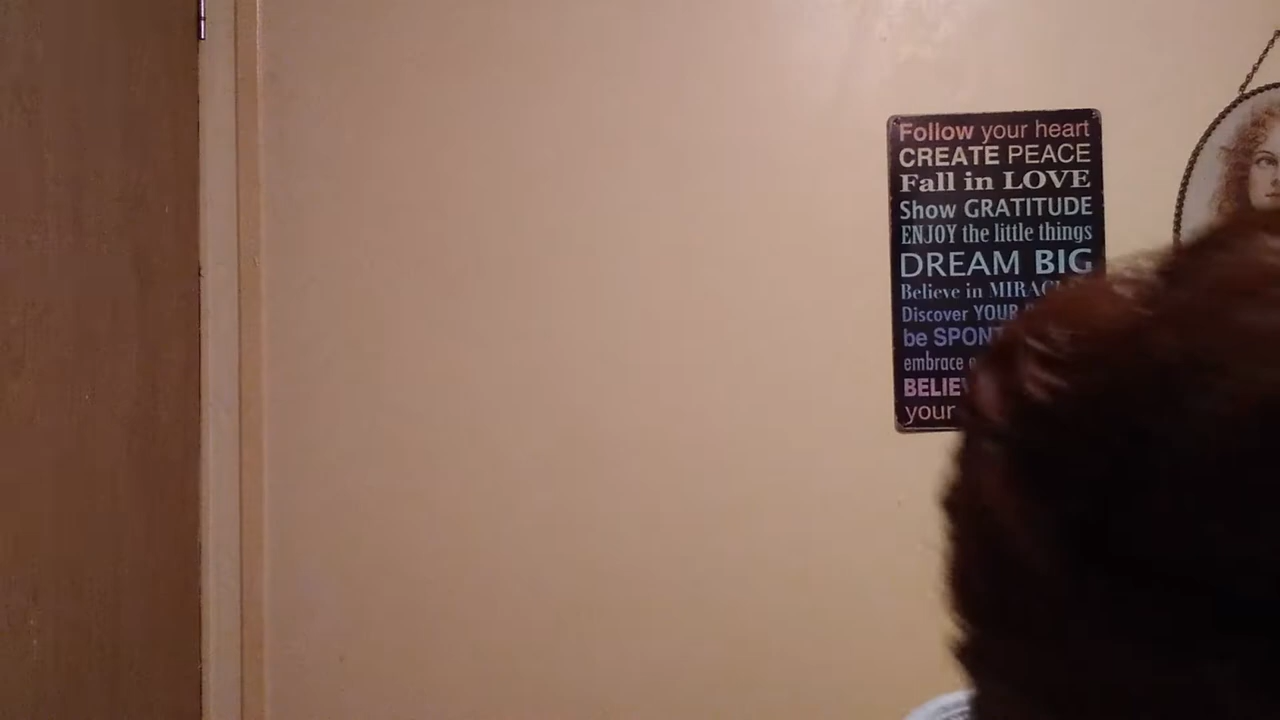 Follow your heart
CREATE PEACE
Fall in LOVE
Show GRATITUDE
ENJOY the little things
DREAM BIG
Believe in
Discover YOUR
be
embrace
your